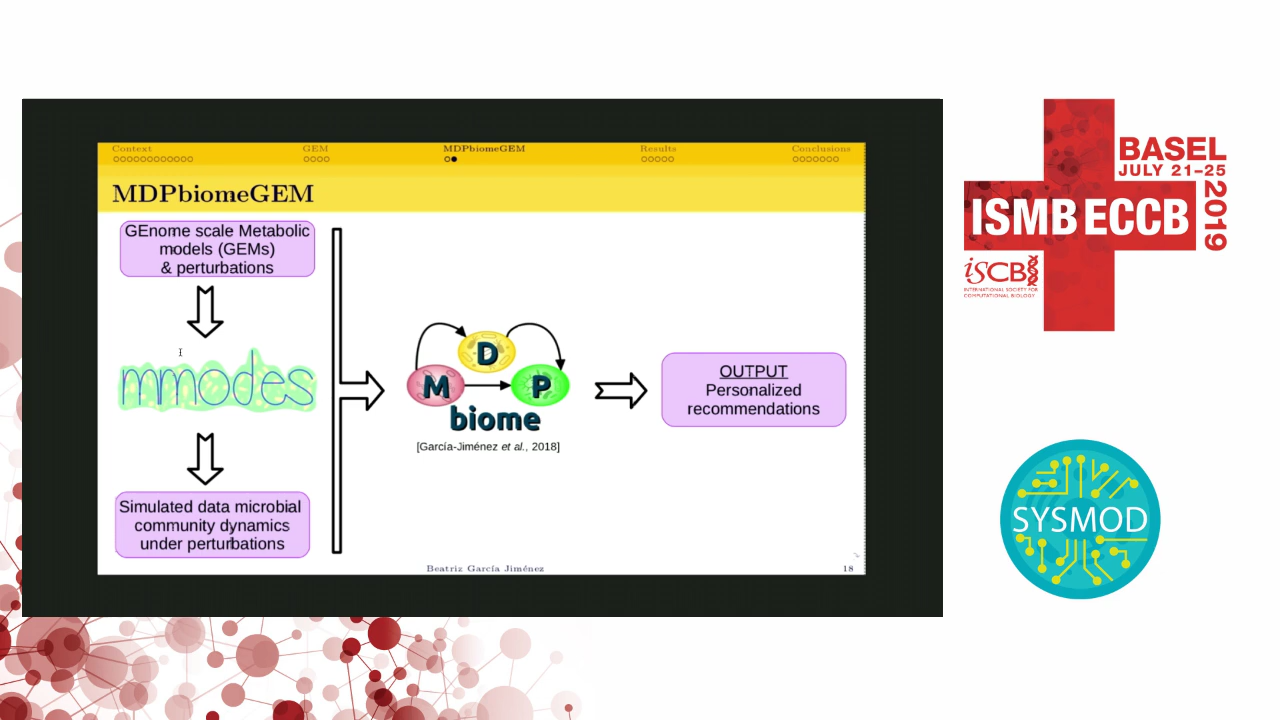 Context
GEM
MDPbiomeGEM
Results
Conclusions
MDPbiomeGEM
GEnome scale Metabolic
models (GEMs)
& perturbations
mmodes
Simulated data microbial
community dynamics
under perturbations
M
D
P
biome
[García-Jiménez et al., 2018]
OUTPUT
Personalized
recommendations
Beatriz García Jiménez
18
BASEL
JULY 21–25
2019
ISMB ECCB
ISCB
INTERNATIONAL SOCIETY FOR
COMPUTATIONAL BIOLOGY
SYSMOD